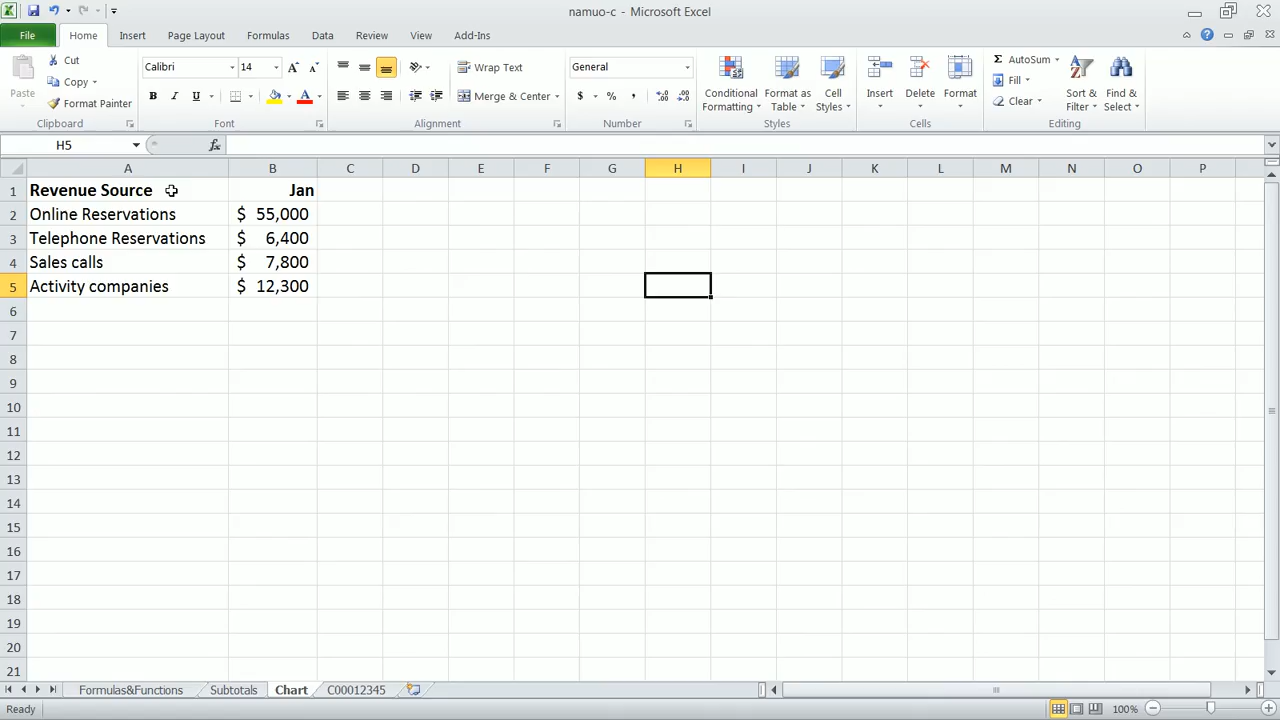 namuo-c - Microsoft Excel
File Home Insert Page Layout Formulas Data Review View Add-Ins
Paste
Cut
Copy
Format Painter
Clipboard
Calibri 14
B I U
Font
Wrap Text
Merge & Center
Alignment
General
$ % ,
Number
Conditional Formatting
Format as Table
Cell Styles
Styles
Insert
Delete
Format
Cells
Σ AutoSum
Fill
Clear
Sort & Filter
Find & Select
Editing
H5 fx
A B C D E F G H I J K L M N O P
1 Revenue Source Jan
2 Online Reservations $ 55,000
3 Telephone Reservations $ 6,400
4 Sales calls $ 7,800
5 Activity companies $ 12,300
6
7
8
9
10
11
12
13
14
15
16
17
18
19
20
21
Formulas&Functions Subtotals Chart C00012345
Ready 100%